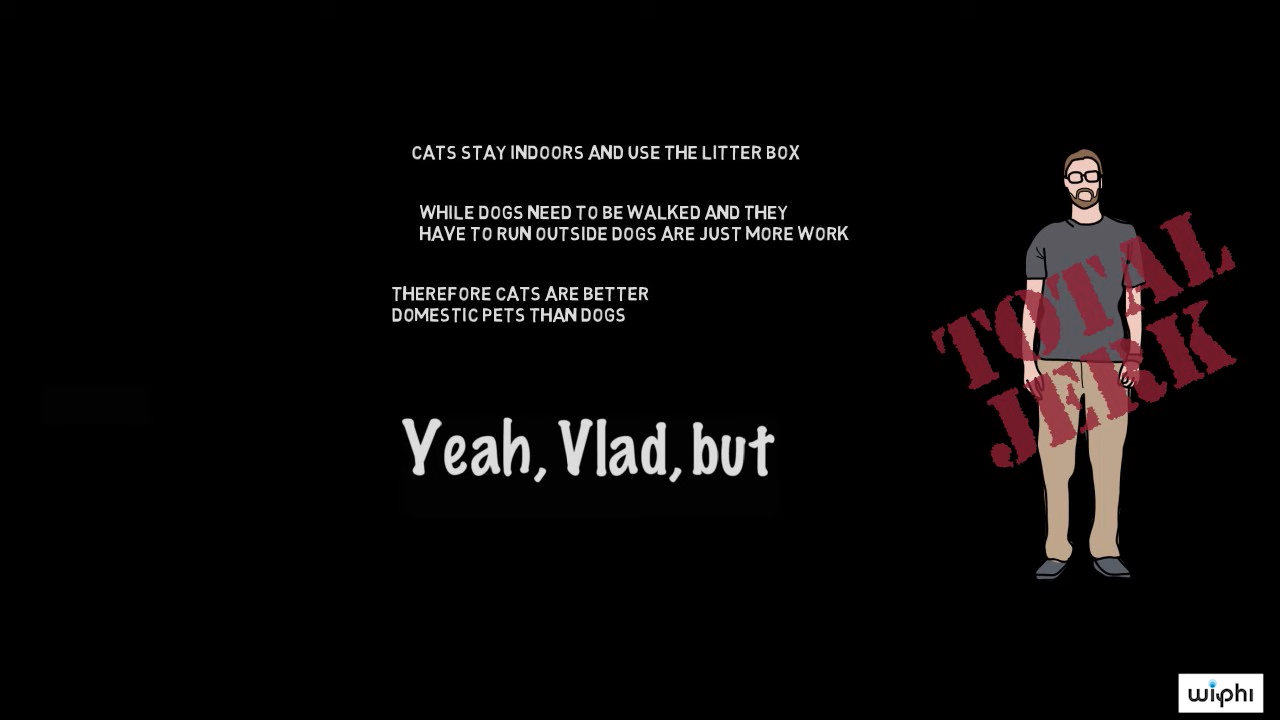 CATS STAY INDOORS AND USE THE LITTER BOX
WHILE DOGS NEED TO BE WALKED AND THEY
HAVE TO RUN OUTSIDE DOGS ARE JUST MORE WORK
THEREFORE CATS ARE BETTER
DOMESTIC PETS THAN DOGS
Yeah, Vlad, but
TOTAL
JERK
wiphi